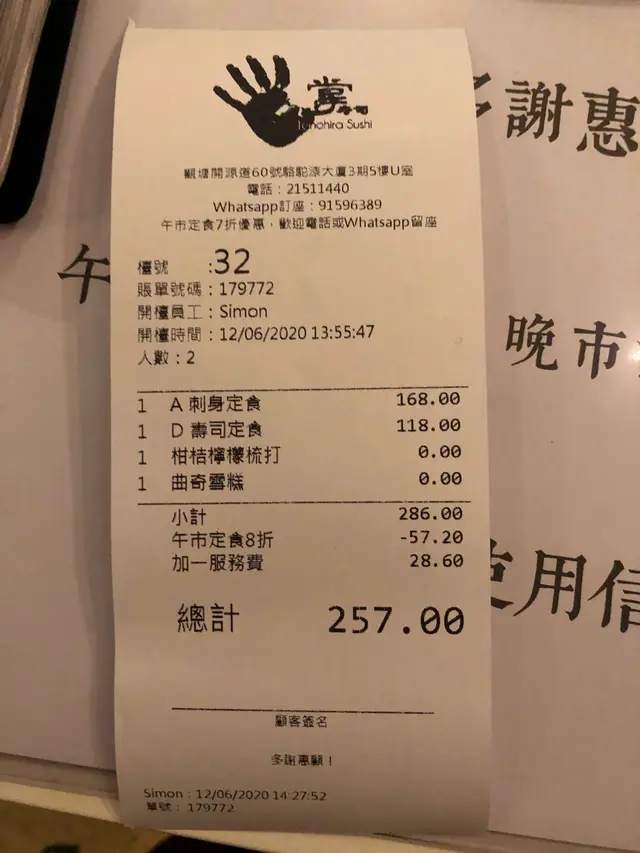 掌
Tanohira Sushi
觀塘開源道60號駱駝漆大廈3期5樓U室
電話：21511440
Whatsapp訂座：91596389
午市定食7折優惠，歡迎電話或Whatsapp留座
檯號 :32
賬單號碼：179772
開檯員工：Simon
開檯時間：12/06/2020 13:55:47
人數：2
1 A 刺身定食 168.00
1 D 壽司定食 118.00
1 柑桔檸檬梳打 0.00
1 曲奇雪糕 0.00
小計 286.00
午市定食8折 -57.20
加一服務費 28.60
總計 257.00
顧客簽名
多謝惠顧！
Simon：12/06/2020 14:27:52
單號：179772
謝惠
午
晚市
使用信